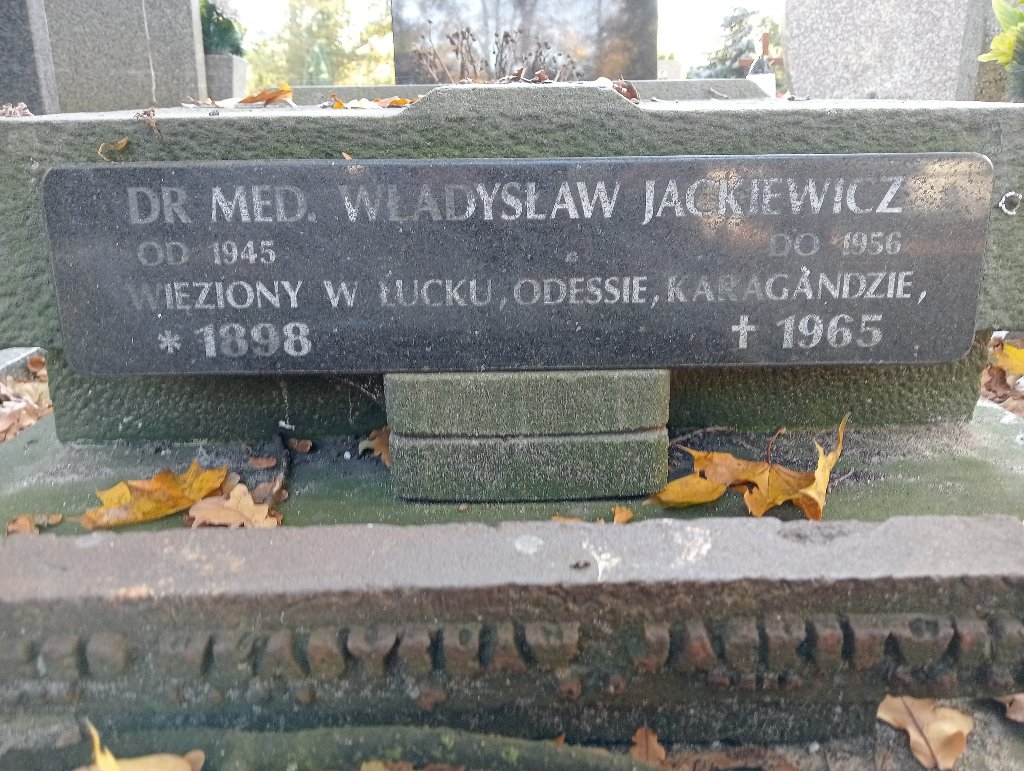 DR MED. WŁADYSŁAW JACKIEWICZ
OD 1945 DO 1956
WIĘZIONY W ŁUCKU, ODESSIE, KARAGANDZIE,
* 1898 ✝ 1965